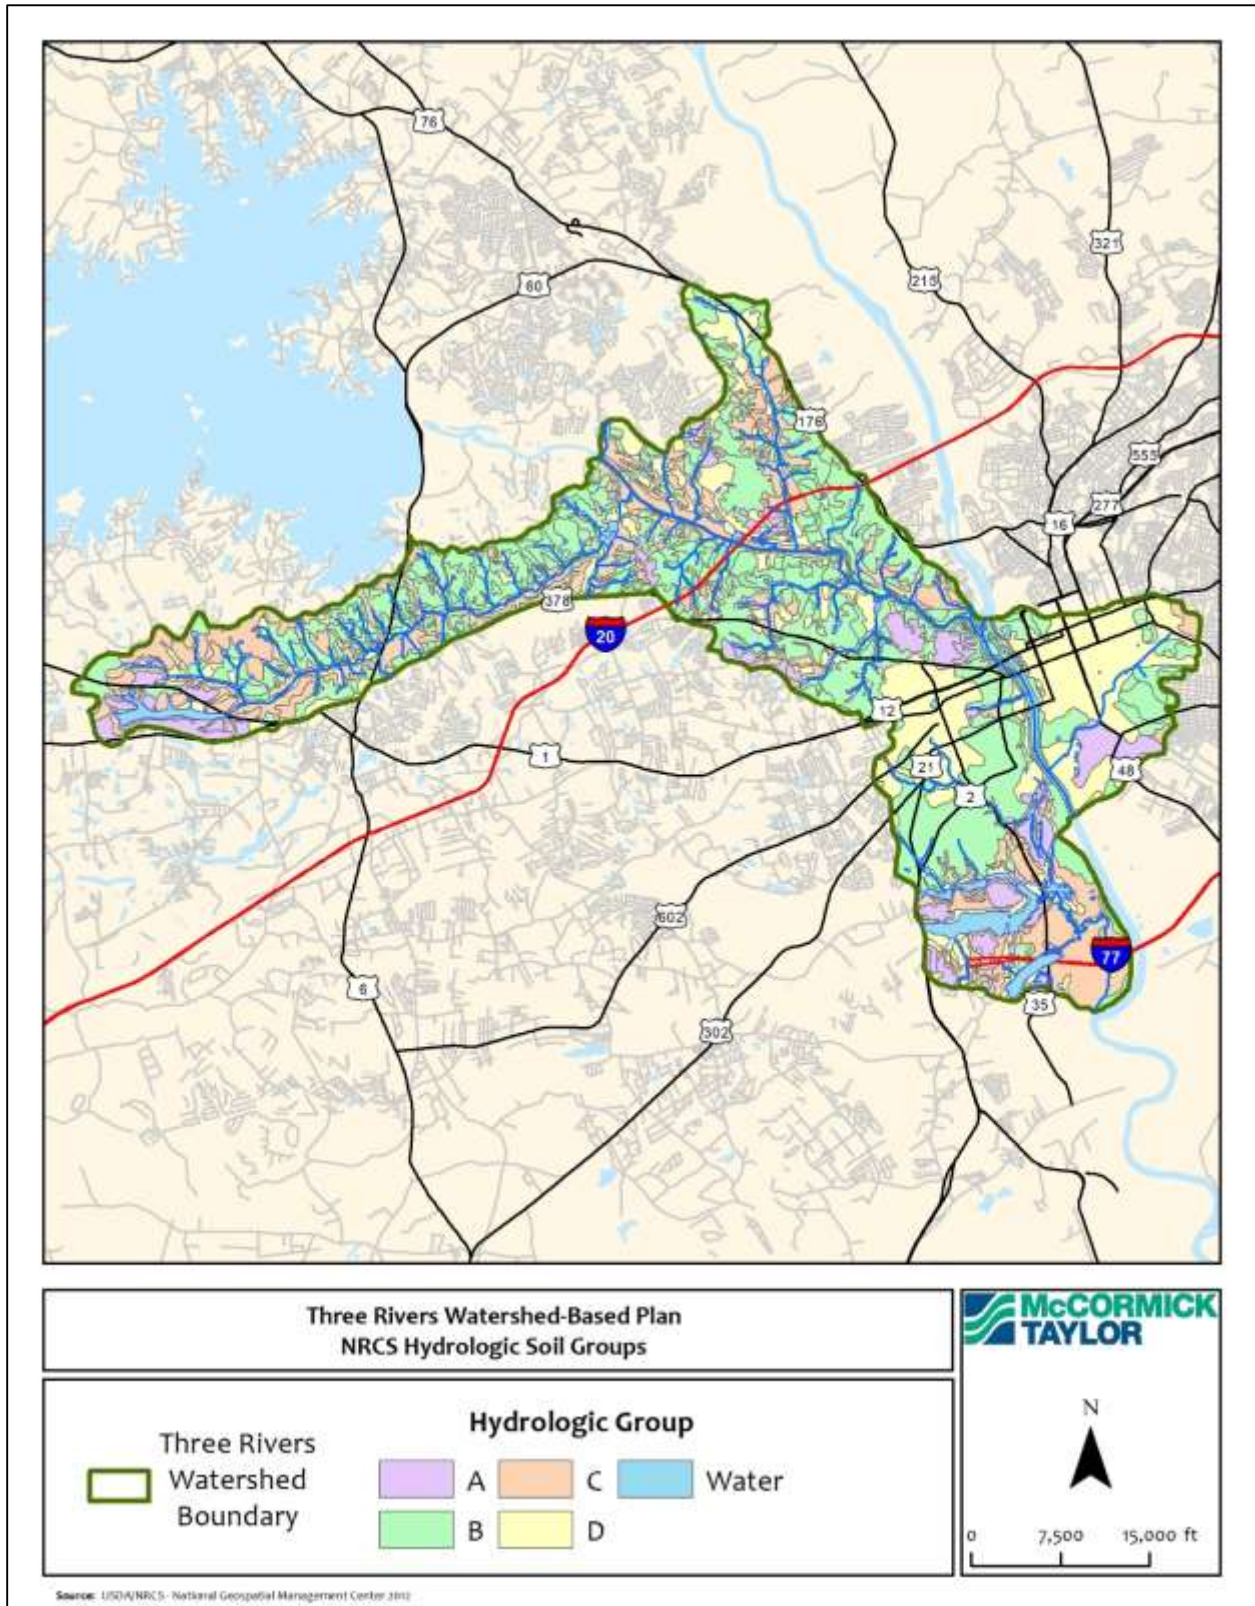 76
60
321
215
176
555
277
16
378
20
12
1
21
2
48
602
77
6
35
302
Three Rivers Watershed-Based Plan
NRCS Hydrologic Soil Groups
McCORMICK
TAYLOR
Hydrologic Group
Three Rivers
Watershed
Boundary
A
C
Water
B
D
N
0 7,500 15,000 ft
Source: USDA/NRCS - National Geospatial Management Center 2012